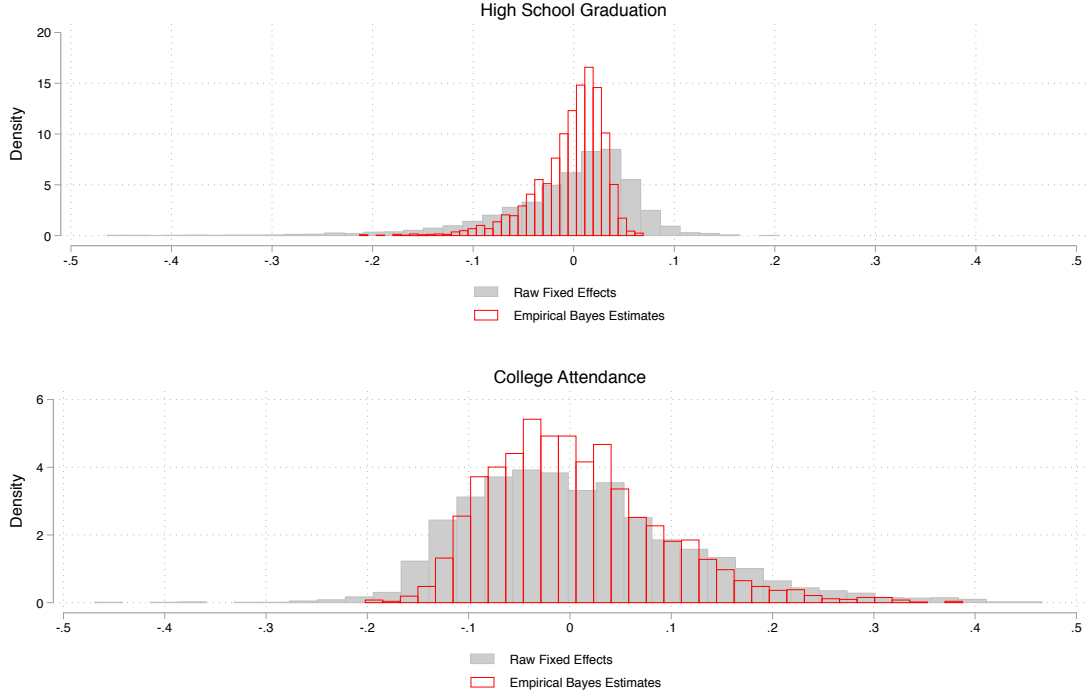 High School Graduation
20
15
10
5
0
Density
-.5 -.4 -.3 -.2 -.1 0 .1 .2 .3 .4 .5
Raw Fixed Effects
Empirical Bayes Estimates
College Attendance
6
4
2
0
Density
-.5 -.4 -.3 -.2 -.1 0 .1 .2 .3 .4 .5
Raw Fixed Effects
Empirical Bayes Estimates